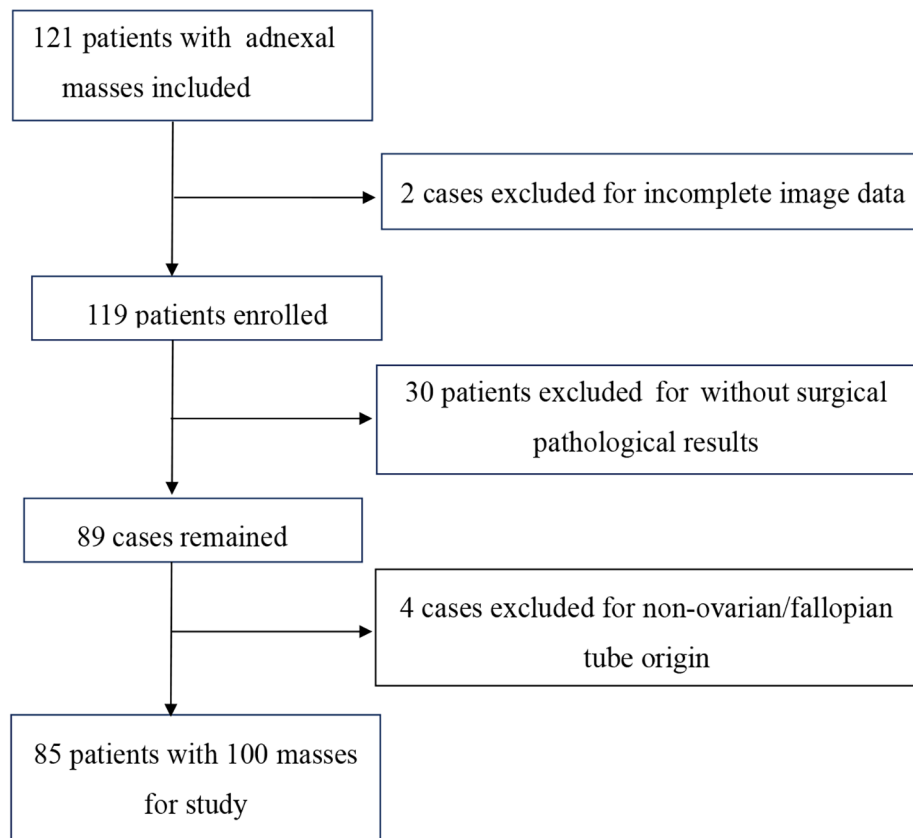 121 patients with adnexal
masses included
2 cases excluded for incomplete image data
119 patients enrolled
30 patients excluded for without surgical
pathological results
89 cases remained
4 cases excluded for non-ovarian/fallopian
tube origin
85 patients with 100 masses
for study